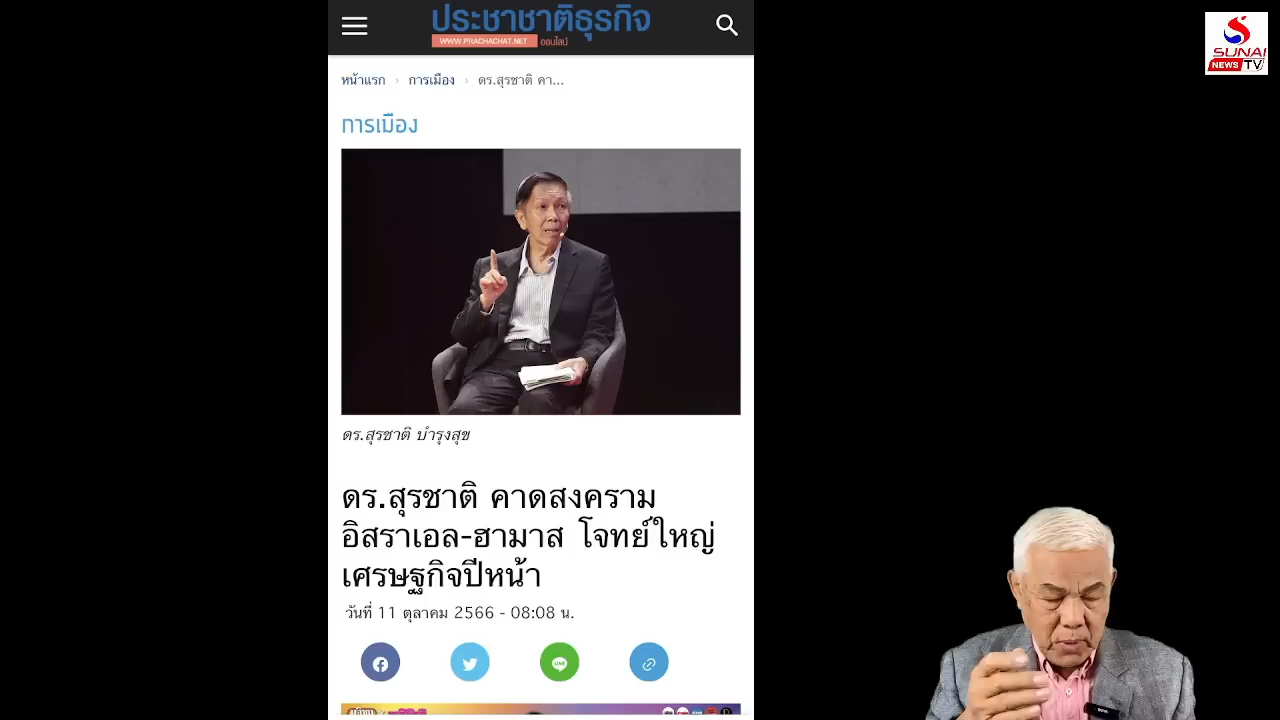 ประชาชาติธุรกิจ
WWW.PRACHACHAT.NET ออนไลน์
SUNAI
NEWS TV
หน้าแรก › การเมือง › ดร.สุรชาติ คา...
การเมือง
ดร.สุรชาติ บำรุงสุข
ดร.สุรชาติ คาดสงคราม
อิสราเอล-ฮามาส โจทย์ใหญ่
เศรษฐกิจปีหน้า
วันที่ 11 ตุลาคม 2566 - 08:08 น.
LINE